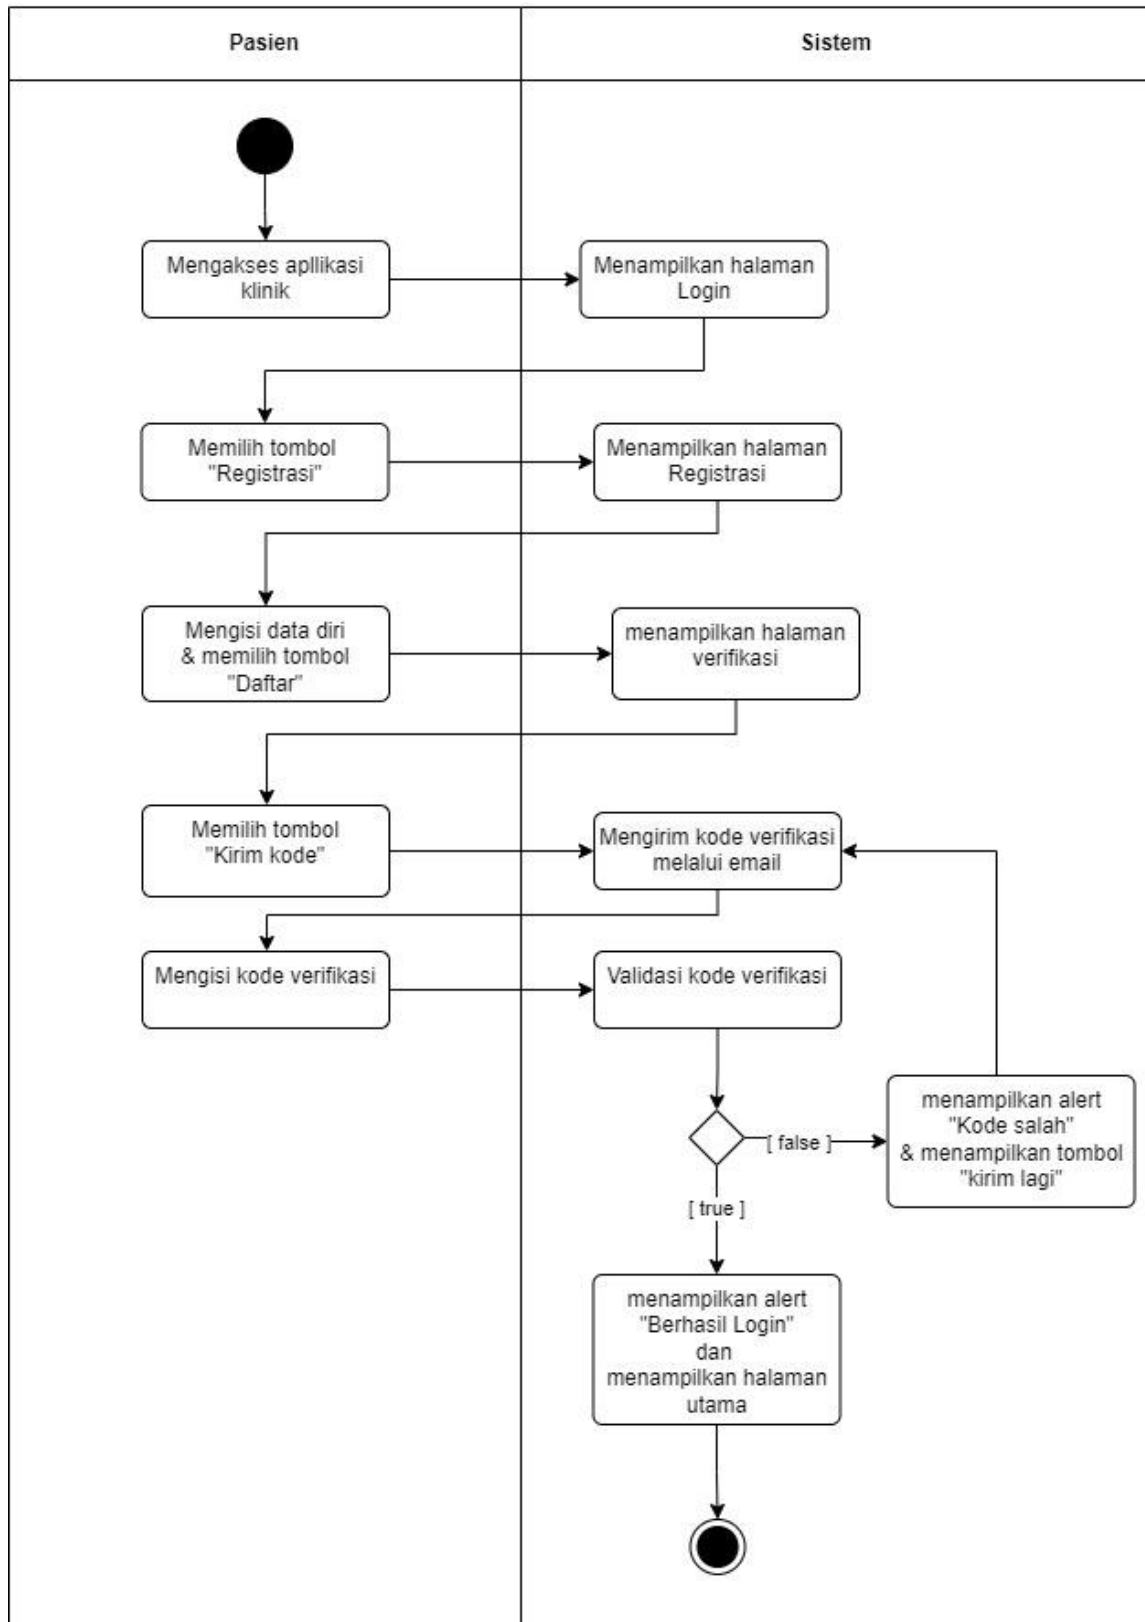 Pasien
Sistem
Mengakses apllikasi
klinik
Menampilkan halaman
Login
Memilih tombol
"Registrasi"
Menampilkan halaman
Registrasi
Mengisi data diri
& memilih tombol
"Daftar"
menampilkan halaman
verifikasi
Memilih tombol
"Kirim kode"
Mengirim kode verifikasi
melalui email
Mengisi kode verifikasi
Validasi kode verifikasi
[ false ]
menampilkan alert
"Kode salah"
& menampilkan tombol
"kirim lagi"
[ true ]
menampilkan alert
"Berhasil Login"
dan
menampilkan halaman
utama